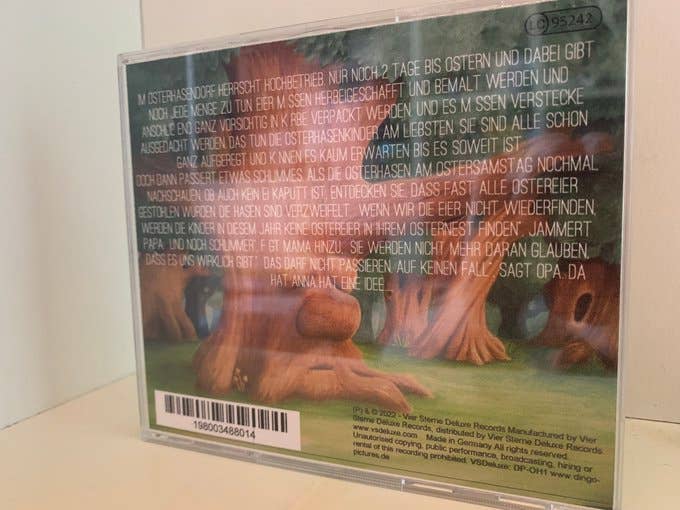 LC 95242
IM OSTERHASENDORF HERRSCHT HOCHBETRIEB. NUR NOCH 2 TAGE BIS OSTERN UND DABEI GIBT
NOCH JEDE MENGE ZU TUN EIER M SSEN HERBEIGESCHAFFT UND BEMALT WERDEN UND
ANSCHLIE END GANZ VORSICHTIG IN K RBE VERPACKT WERDEN UND ES M SSEN VERSTECKE
AUSGEDACHT WERDEN, DAS TUN DIE OSTERHASENKINDER AM LIEBSTEN. SIE SIND ALLE SCHON
GANZ AUFGEREGT UND K NNEN ES KAUM ERWARTEN BIS ES SOWEIT IST.
DOCH DANN PASSIERT ETWAS SCHLIMMES. ALS DIE OSTERHASEN AM OSTERSAMSTAG NOCHMAL
NACHSCHAUEN, OB AUCH KEIN EI KAPUTT IST, ENTDECKEN SIE, DASS FAST ALLE OSTEREIER
GESTOHLEN WURDEN. DIE HASEN SIND VERZWEIFELT. WENN WIR DIE EIER NICHT WIEDERFINDEN,
WERDEN DIE KINDER IN DIESEM JAHR KEINE OSTEREIER IN IHREM OSTERNEST FINDEN", JAMMERT
PAPA. UND NOCH SCHLIMMER", F GT MAMA HINZU, SIE WERDEN NICHT MEHR DARAN GLAUBEN,
DASS ES UNS WIRKLICH GIBT". DAS DARF NICHT PASSIEREN. AUF KEINEN FALL", SAGT OPA. DA
HAT ANNA HAT EINE IDEE...
198003488014
(P) & © 2022 - Vier Sterne Deluxe Records Manufactured by Vier
Sterne Deluxe Records, distributed by Vier Sterne Deluxe Records
www.vsdeluxe.com Made in Germany All rights reserved.
Unauthorised copying, public performance, broadcasting, hiring or
rental of this recording prohibited. VSDeluxe: DP-OH1 www.dingo-
pictures.de